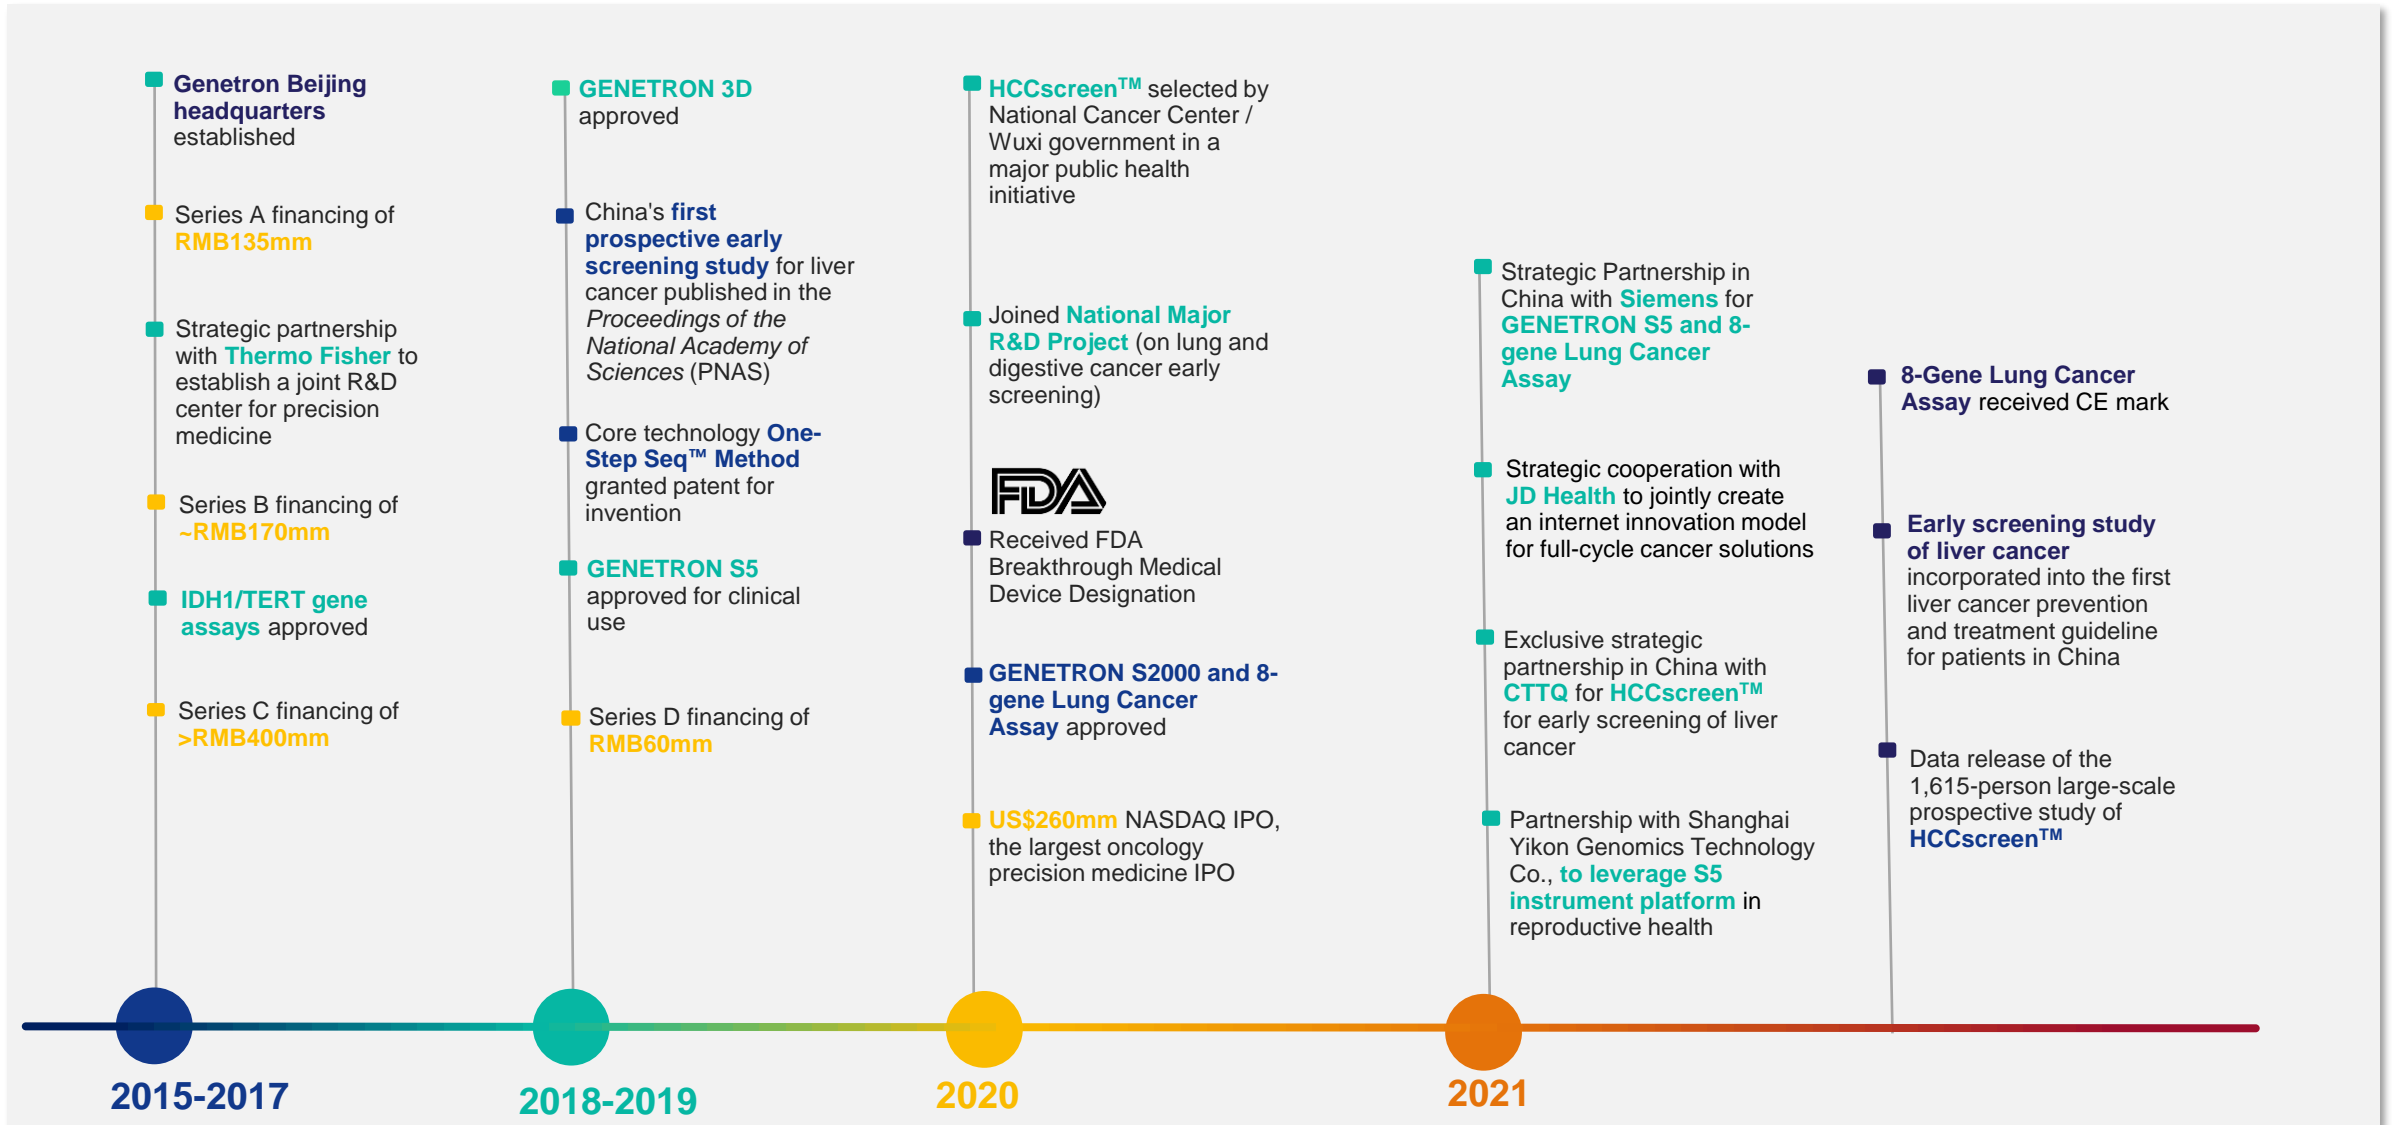 Genetron Beijing
headquarters
established
Series A financing of
RMB135mm
Strategic partnership
with Thermo Fisher to
establish a joint R&D
center for precision
medicine
Series B financing of
~RMB170mm
IDH1/TERT gene
assays approved
Series C financing of
>RMB400mm
2015-2017
GENETRON 3D
approved
China's first
prospective early
screening study for liver
cancer published in the
Proceedings of the
National Academy of
Sciences (PNAS)
Core technology One-
Step Seq™ Method
granted patent for
invention
GENETRON S5
approved for clinical
use
Series D financing of
RMB60mm
2018-2019
HCCscreen™ selected by
National Cancer Center /
Wuxi government in a
major public health
initiative
Joined National Major
R&D Project (on lung and
digestive cancer early
screening)
FDA
Received FDA
Breakthrough Medical
Device Designation
GENETRON S2000 and 8-
gene Lung Cancer
Assay approved
US$260mm NASDAQ IPO,
the largest oncology
precision medicine IPO
2020
Strategic Partnership in
China with Siemens for
GENETRON S5 and 8-
gene Lung Cancer
Assay
Strategic cooperation with
JD Health to jointly create
an internet innovation model
for full-cycle cancer solutions
Exclusive strategic
partnership in China with
CTTQ for HCCscreen™
for early screening of liver
cancer
Partnership with Shanghai
Yikon Genomics Technology
Co., to leverage S5
instrument platform in
reproductive health
2021
8-Gene Lung Cancer
Assay received CE mark
Early screening study
of liver cancer
incorporated into the first
liver cancer prevention
and treatment guideline
for patients in China
Data release of the
1,615-person large-scale
prospective study of
HCCscreen™